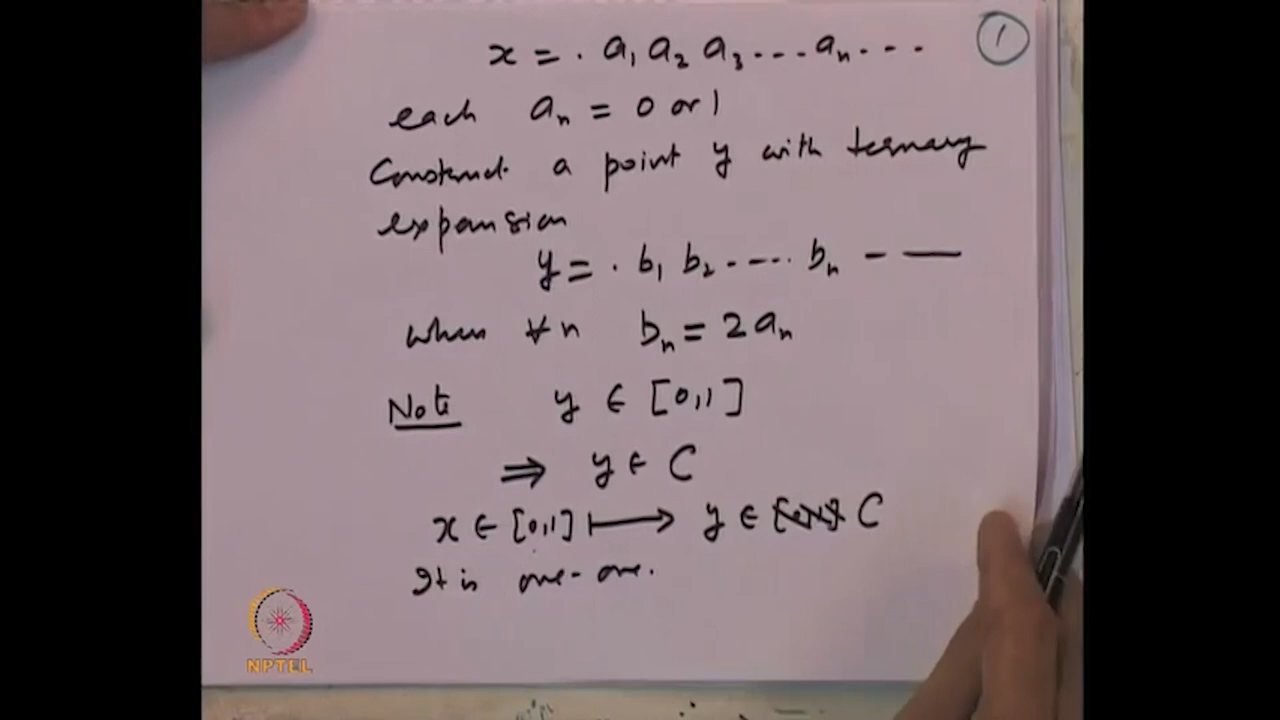 x = . a₁ a₂ a₃ ... aₙ ...
①
each aₙ = 0 or 1
Construct a point y with ternary
expansion
y = . b₁ b₂ ---- bₙ - —
when ∀ n bₙ = 2 aₙ
Note y ∈ [0,1]
⇒ y ∈ C
x ∈ [0,1] ⟼ y ∈ C
It is one-one.
NPTEL